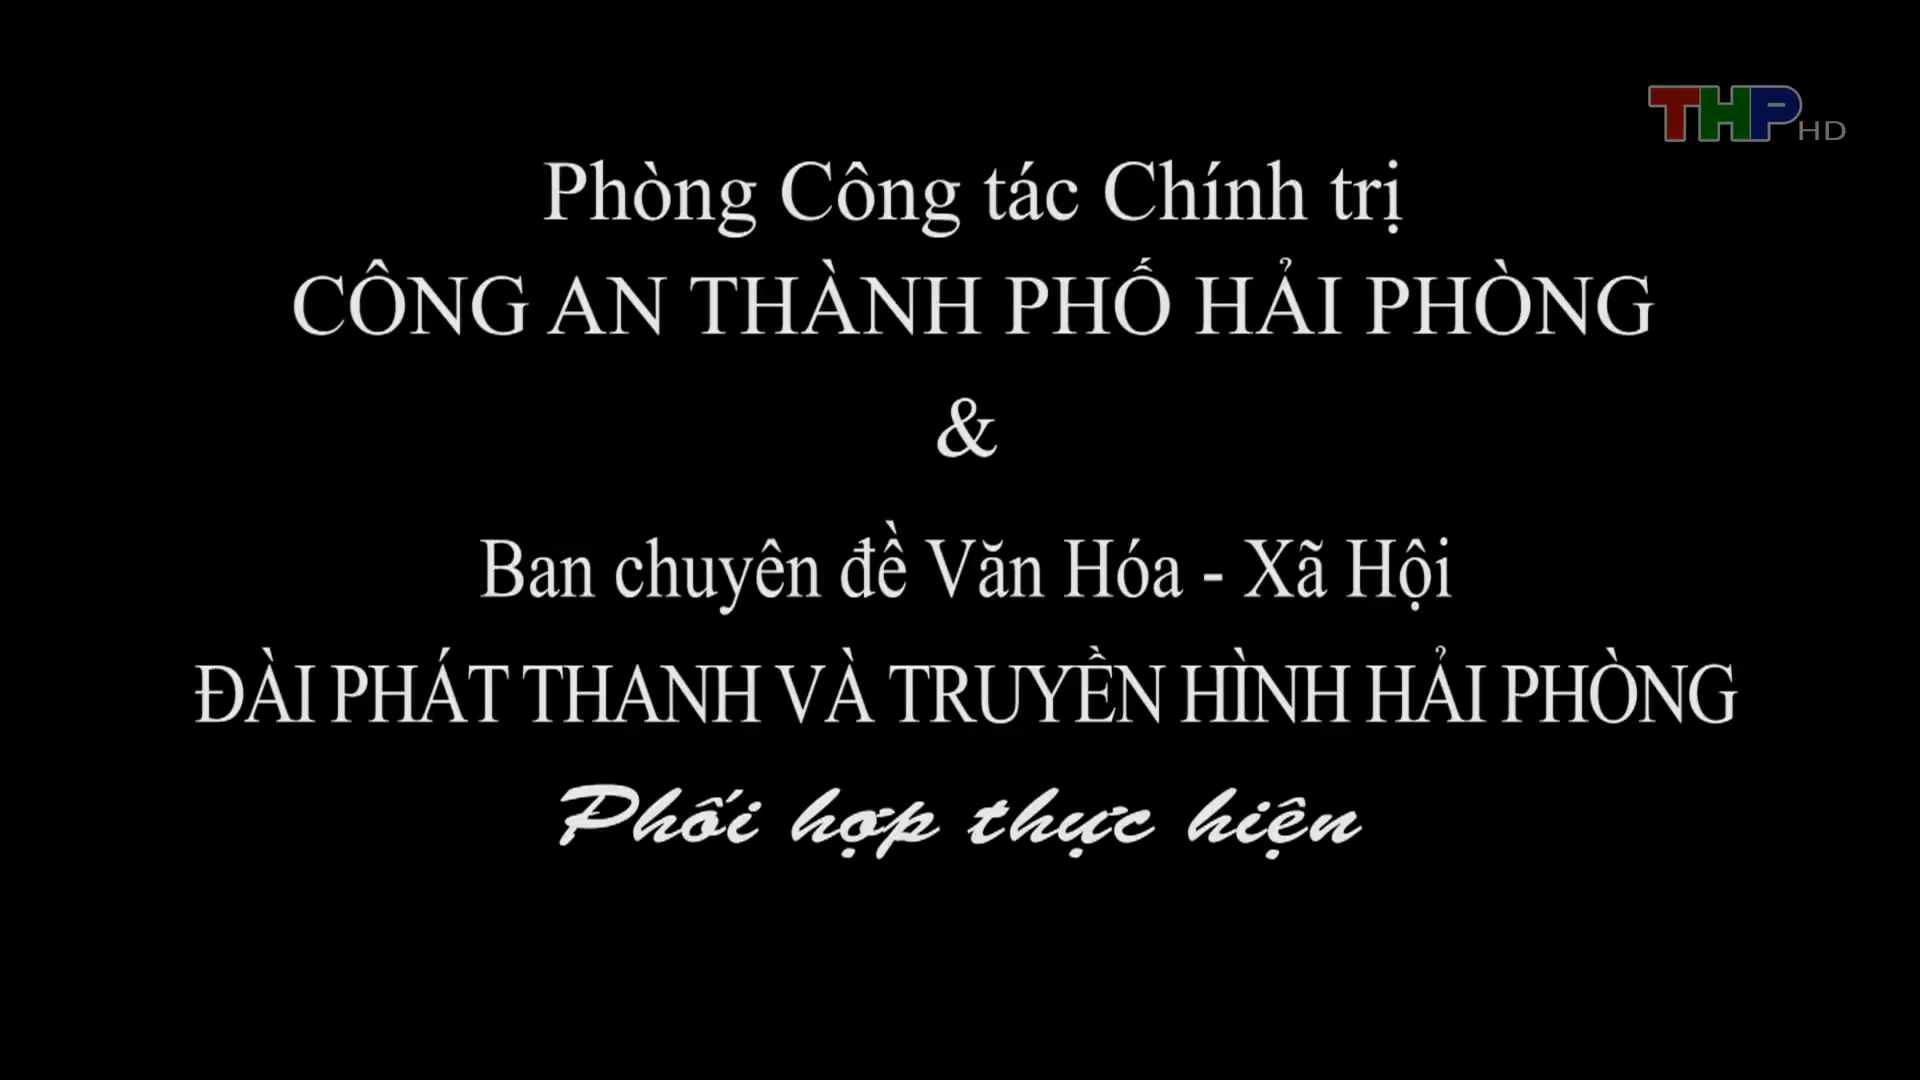 THP HD
Phòng Công tác Chính trị
CÔNG AN THÀNH PHỐ HẢI PHÒNG
&
Ban chuyên đề Văn Hóa - Xã Hội
ĐÀI PHÁT THANH VÀ TRUYỀN HÌNH HẢI PHÒNG
Phối hợp thực hiện